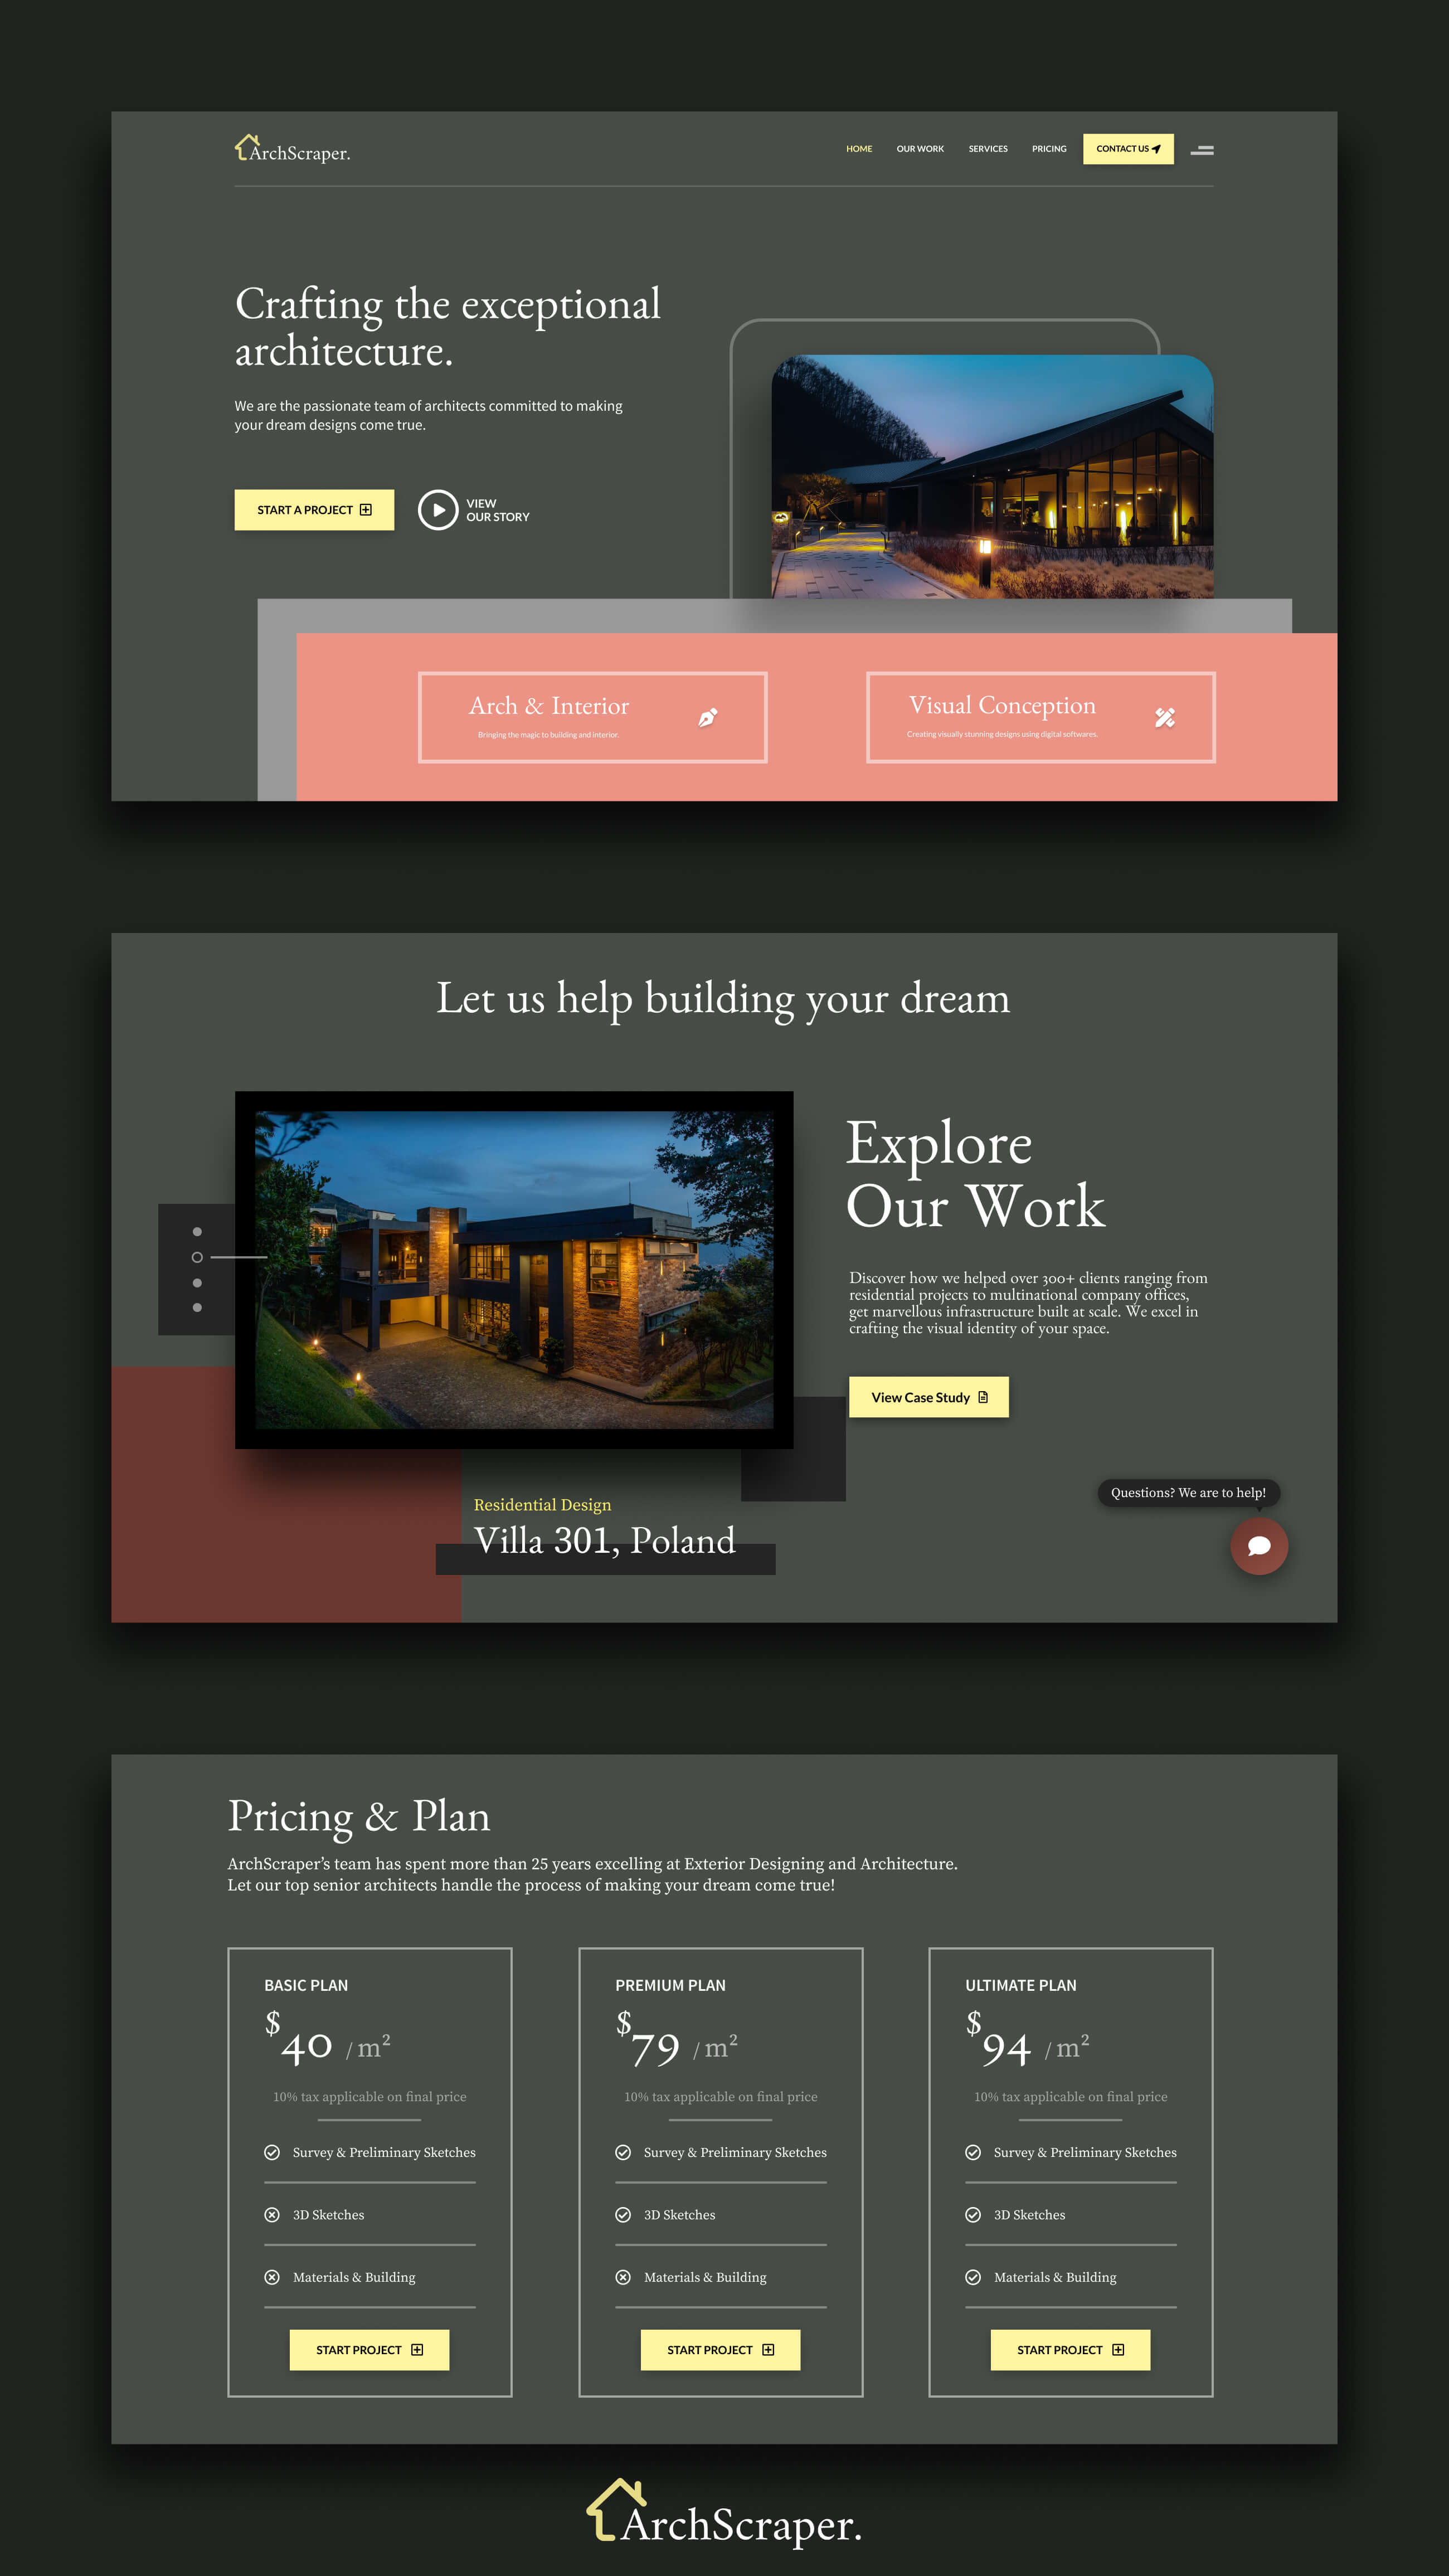 ArchScraper.
HOME OUR WORK SERVICES PRICING CONTACT US
Crafting the exceptional
architecture.
We are the passionate team of architects committed to making
your dream designs come true.
START A PROJECT
VIEW
OUR STORY
Arch & Interior
Bringing the magic to building and interior.
Visual Conception
Creating visually stunning designs using digital softwares.
Let us help building your dream
Explore
Our Work
Discover how we helped over 300+ clients ranging from
residential projects to multinational company offices,
get marvellous infrastructure built at scale. We excel in
crafting the visual identity of your space.
View Case Study
Residential Design
Villa 301, Poland
Questions? We are to help!
Pricing & Plan
ArchScraper’s team has spent more than 25 years excelling at Exterior Designing and Architecture.
Let our top senior architects handle the process of making your dream come true!
BASIC PLAN
$40 / m²
10% tax applicable on final price
Survey & Preliminary Sketches
3D Sketches
Materials & Building
START PROJECT
PREMIUM PLAN
$79 / m²
10% tax applicable on final price
Survey & Preliminary Sketches
3D Sketches
Materials & Building
START PROJECT
ULTIMATE PLAN
$94 / m²
10% tax applicable on final price
Survey & Preliminary Sketches
3D Sketches
Materials & Building
START PROJECT
ArchScraper.